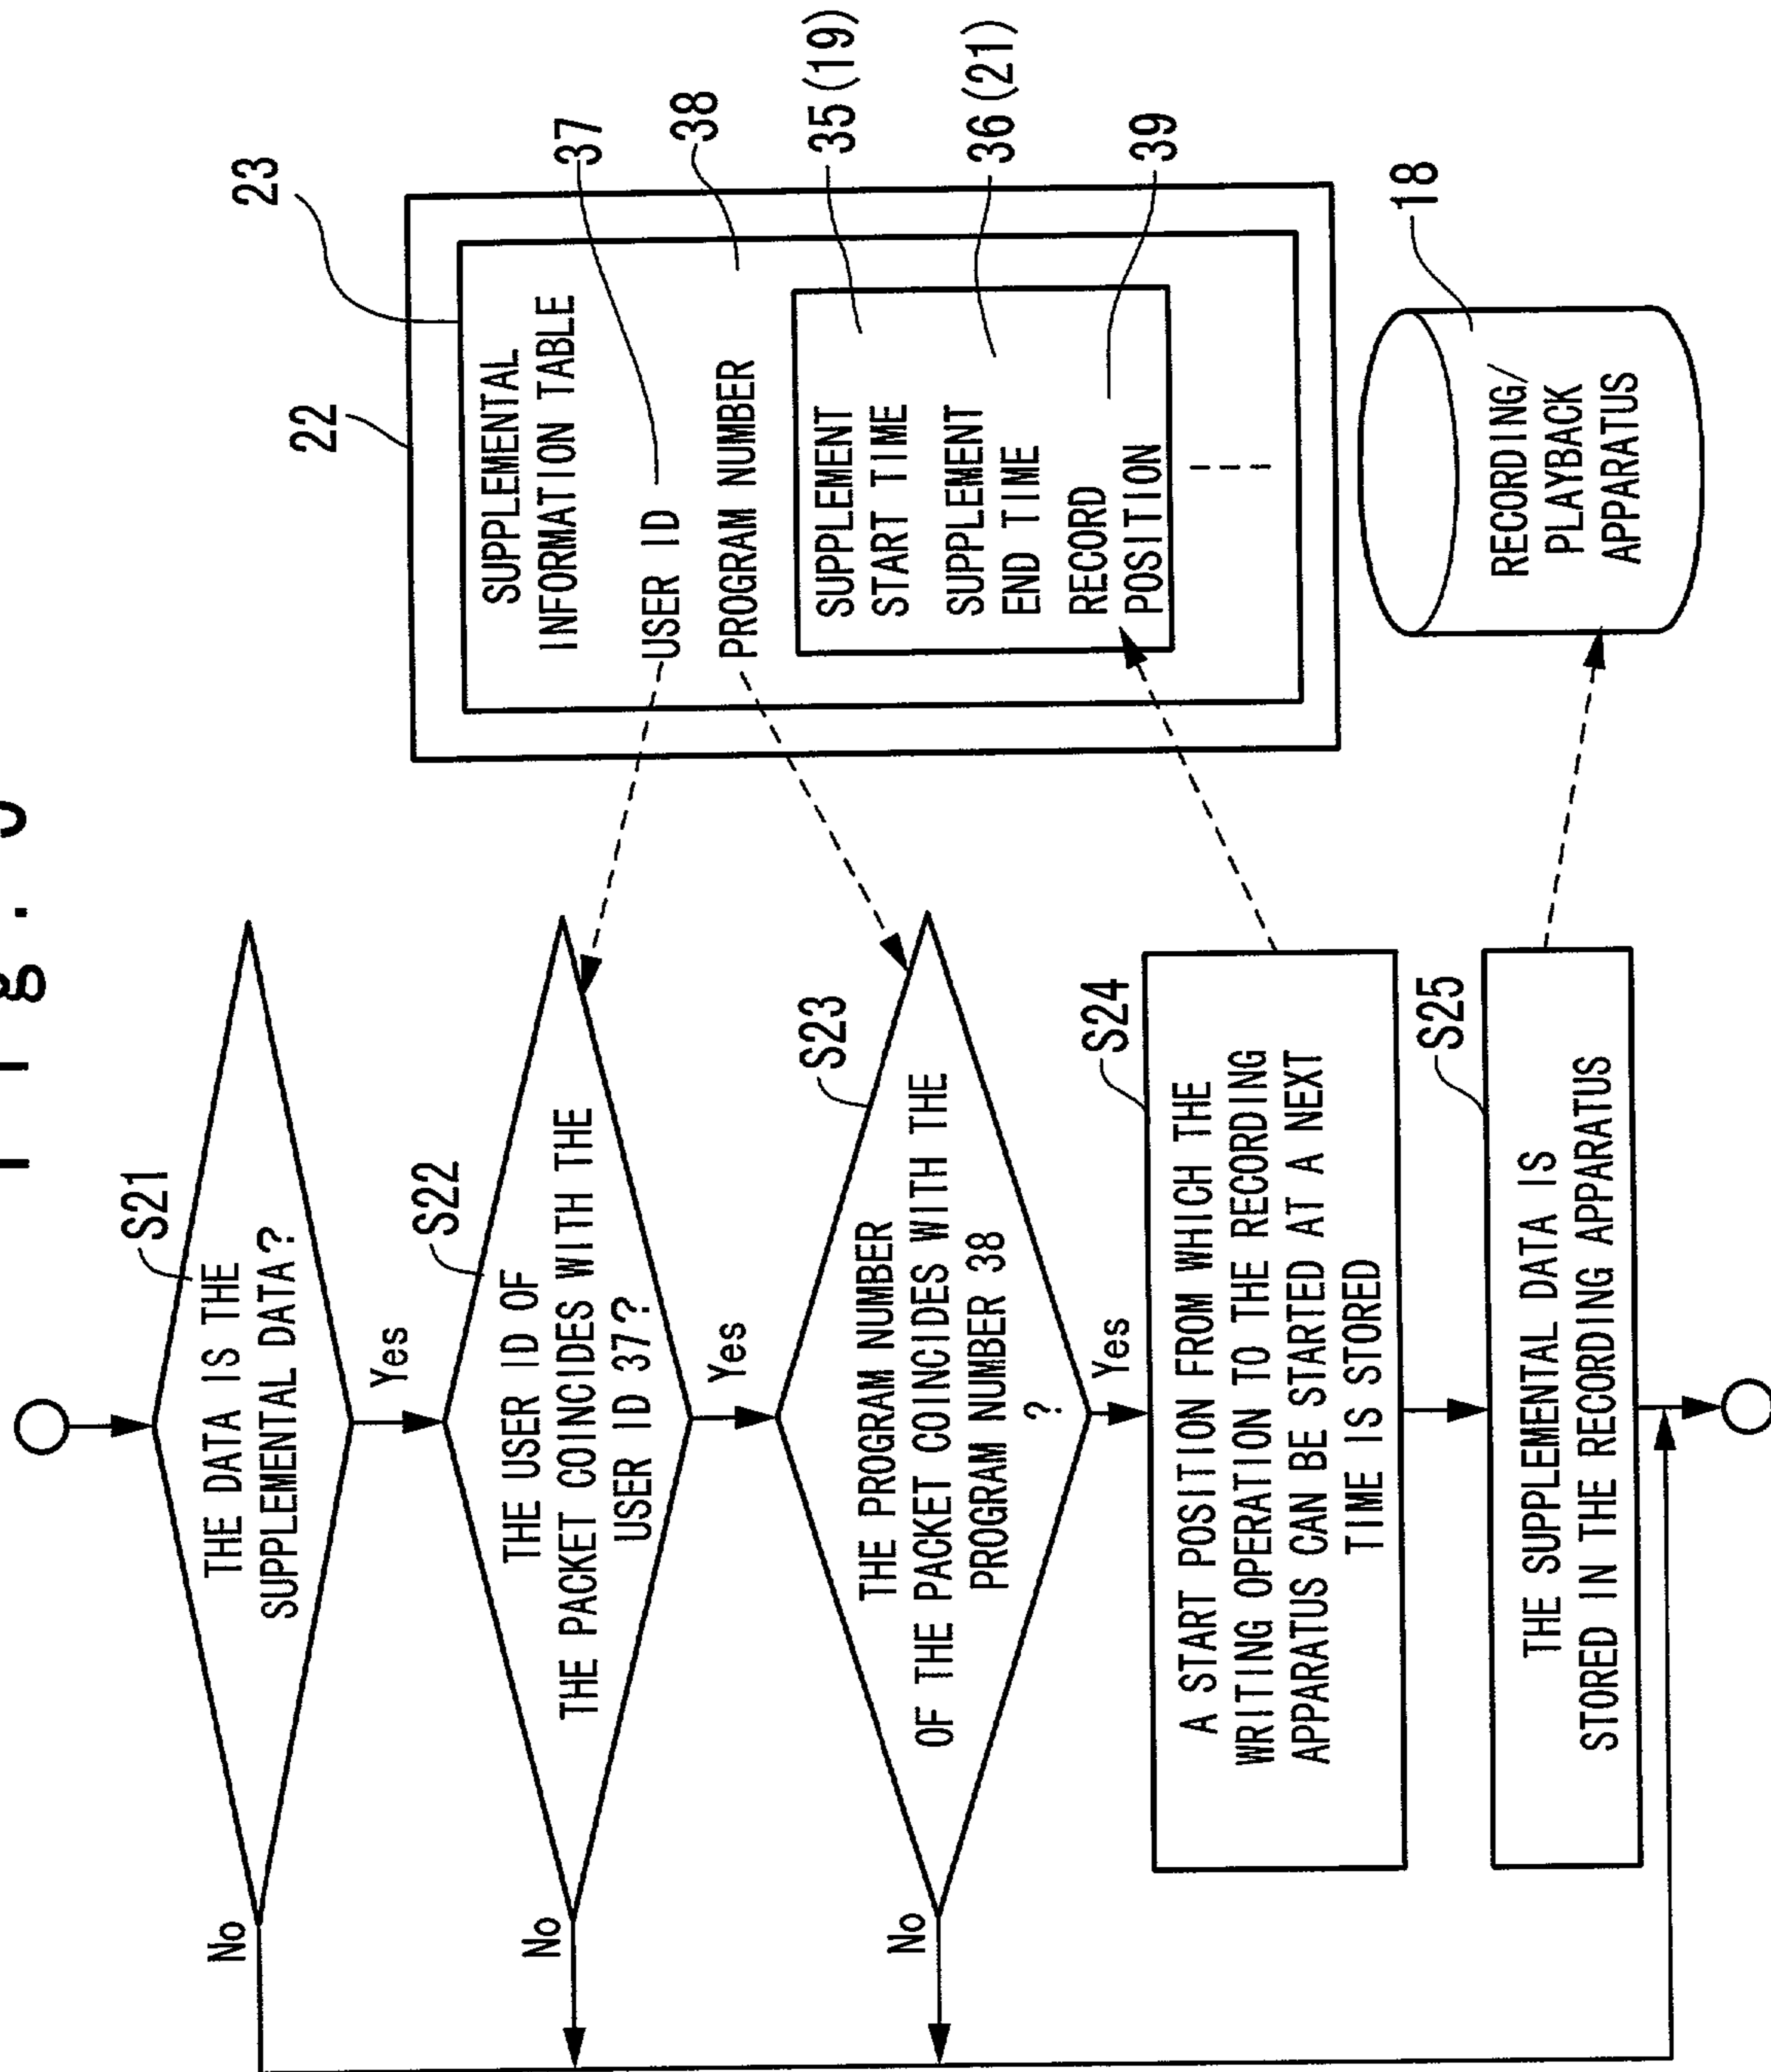 S21
THE DATA IS THE
SUPPLEMENTAL DATA?
No
Yes
S22
THE USER ID OF
THE PACKET COINCIDES WITH THE
USER ID 37?
No
Yes
S23
THE PROGRAM NUMBER
OF THE PACKET COINCIDES WITH THE
PROGRAM NUMBER 38
?
No
Yes
S24
A START POSITION FROM WHICH THE
WRITING OPERATION TO THE RECORDING
APPARATUS CAN BE STARTED AT A NEXT
TIME IS STORED
S25
THE SUPPLEMENTAL DATA IS
STORED IN THE RECORDING APPARATUS
22
23
SUPPLEMENTAL
INFORMATION TABLE
USER ID
37
PROGRAM NUMBER
38
SUPPLEMENT
START TIME
35(19)
SUPPLEMENT
END TIME
36(21)
RECORD
POSITION
39
18
RECORDING/
PLAYBACK
APPARATUS